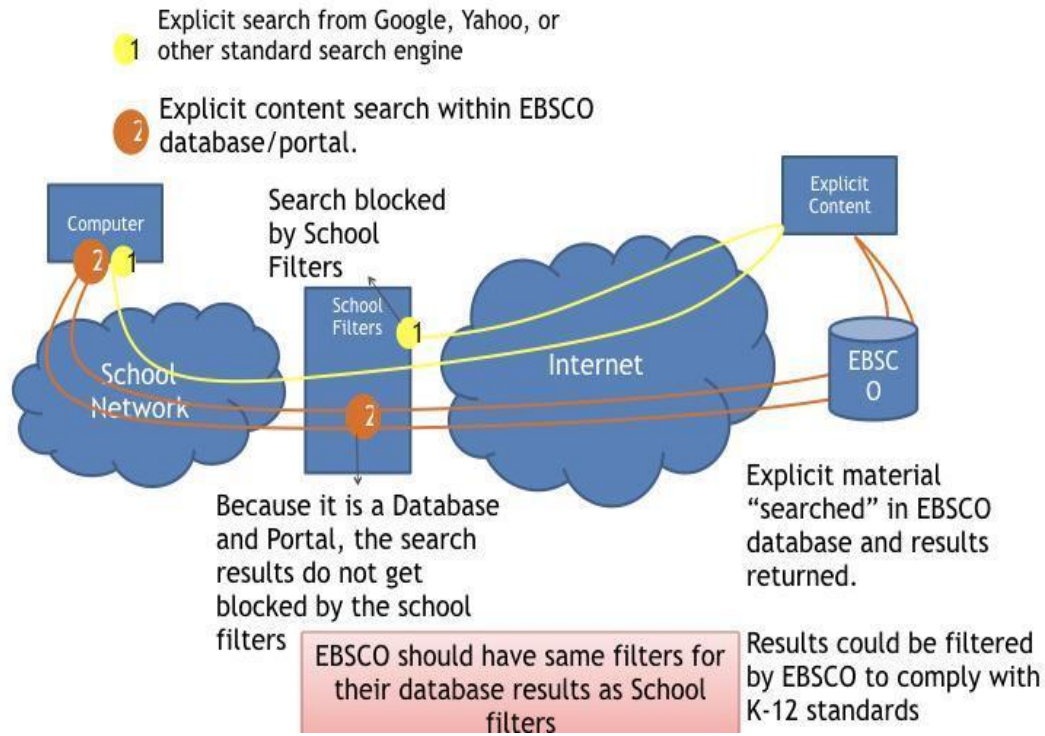 Explicit search from Google, Yahoo, or
1 other standard search engine
2 Explicit content search within EBSCO
database/portal.
Computer
2 1
Search blocked
by School
Filters
School
Filters
1
2
School
Network
Internet
Explicit
Content
EBSC
O
Because it is a Database
and Portal, the search
results do not get
blocked by the school
filters
Explicit material
“searched” in EBSCO
database and results
returned.
EBSCO should have same filters for
their database results as School
filters
Results could be filtered
by EBSCO to comply with
K-12 standards